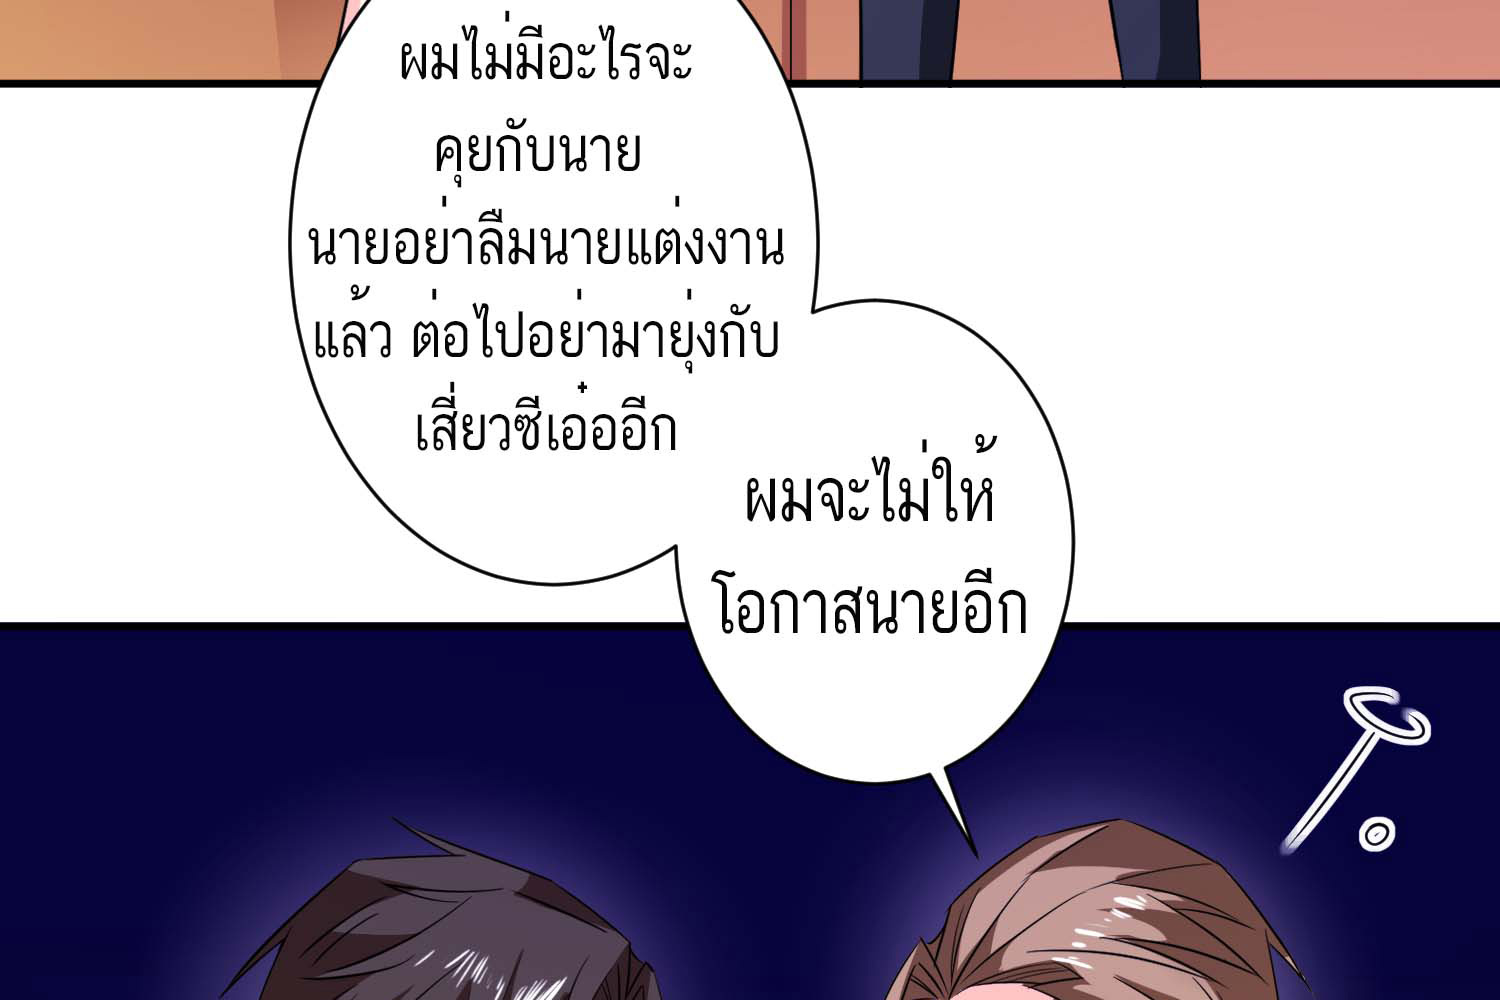 ผมไม่มีอะไรจะ
คุยกับนาย
นายอย่าลืมนายแต่งงาน
แล้ว ต่อไปอย่ามายุ่งกับ
เสี่ยวซีเอ๋ออีก
ผมจะไม่ให้
โอกาสนายอีก